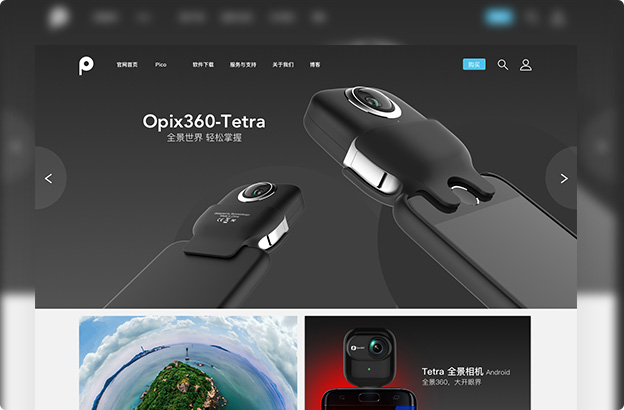 官网首页
Pico
软件下载
服务与支持
关于我们
博客
购买
Opix360-Tetra
全景世界 轻松掌握
Tetra 全景相机 Android
全景360，大开眼界